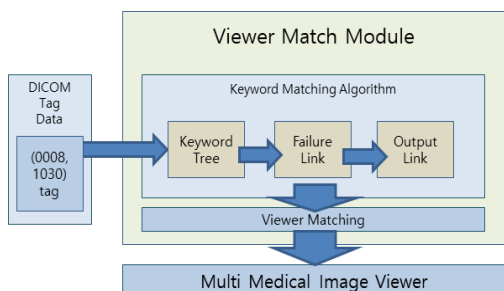 Viewer Match Module
DICOM
Tag
Data
(0008,
1030)
tag
Keyword Matching Algorithm
Keyword
Tree
Failure
Link
Output
Link
Viewer Matching
Multi Medical Image Viewer